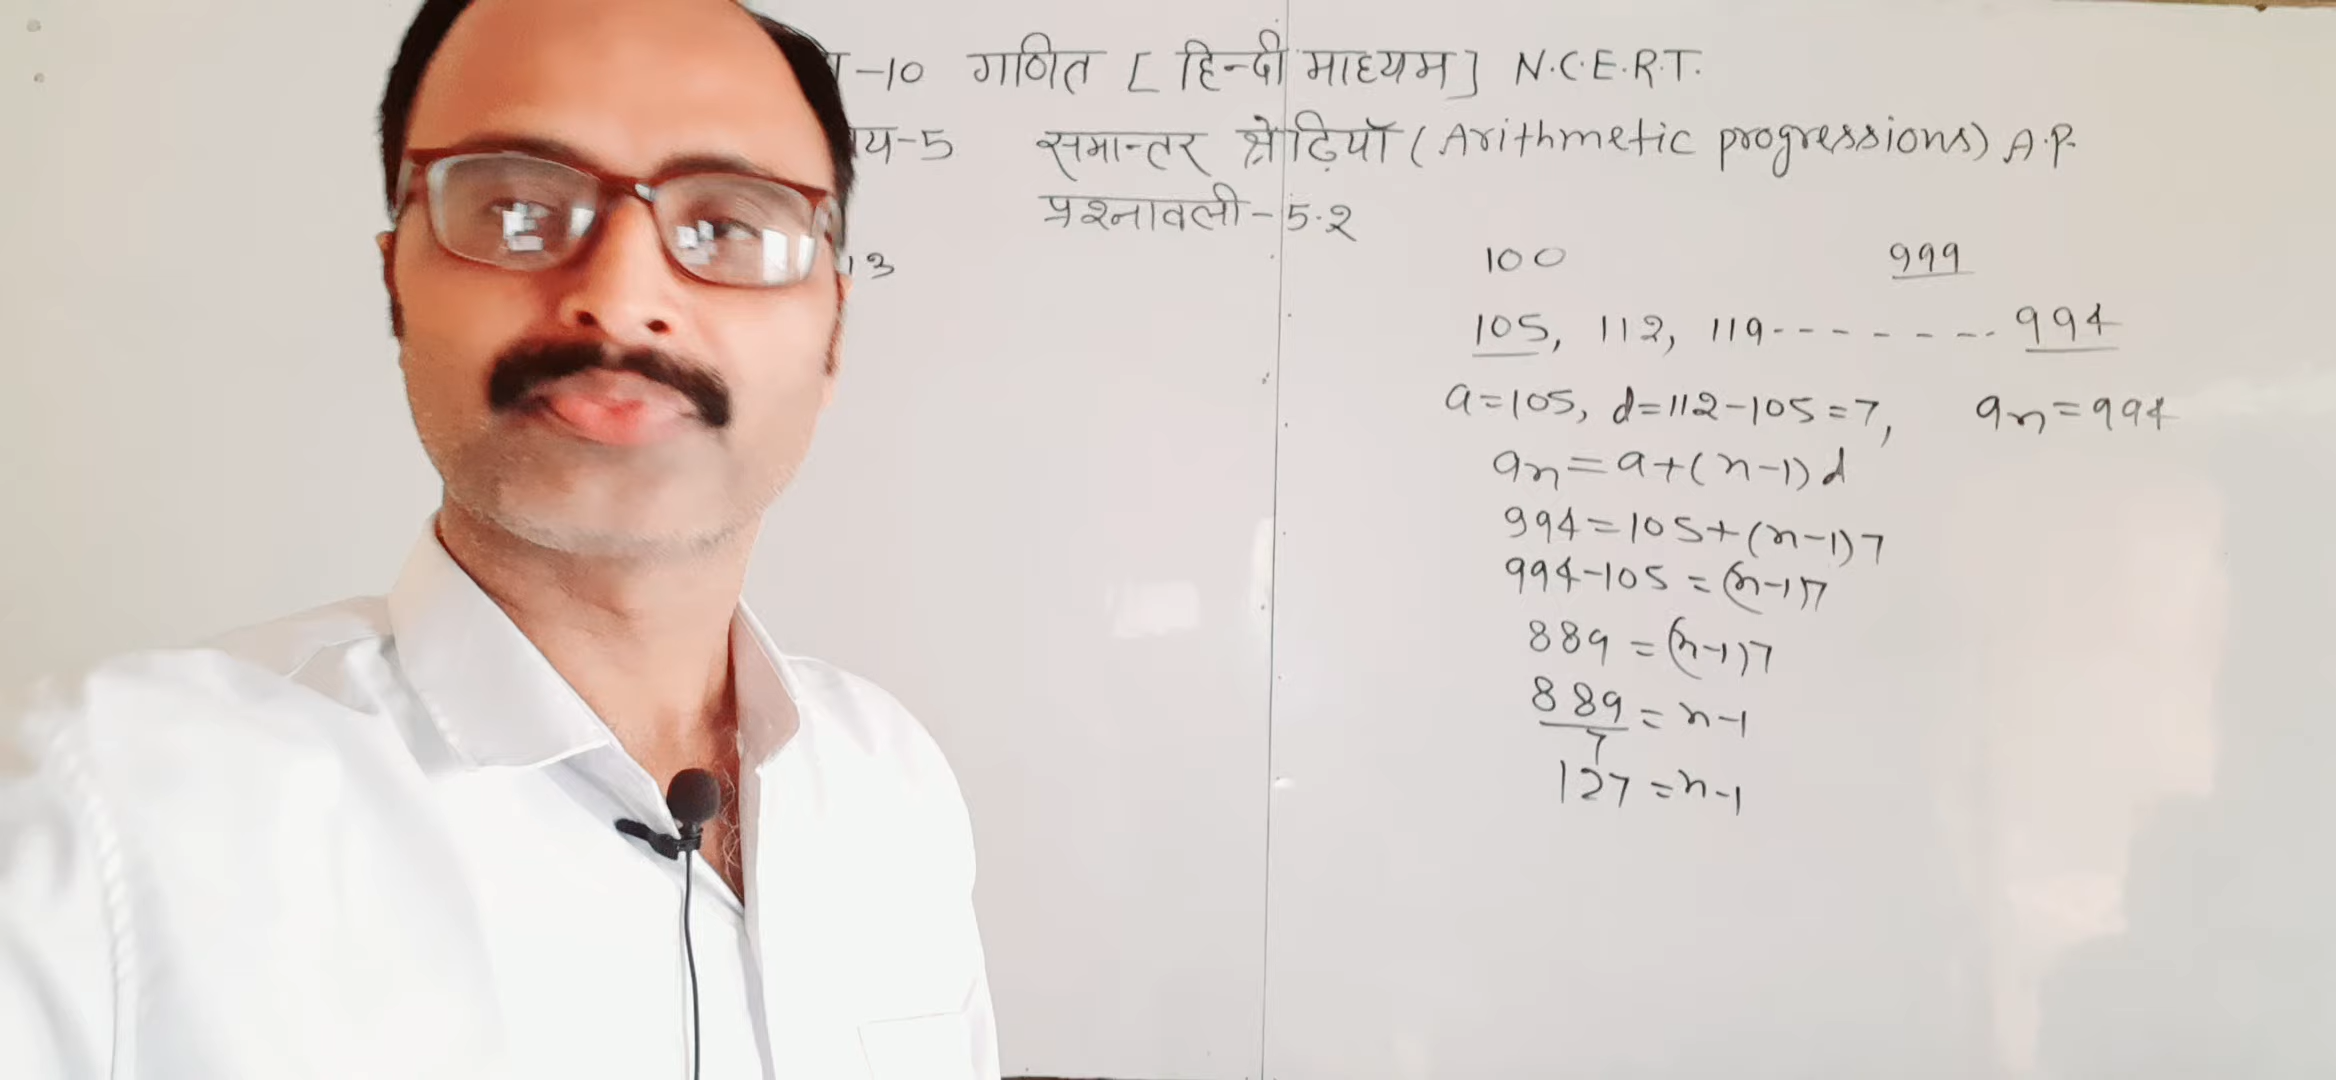 -10 गणित [ हिन्दी माध्यम ] N.C.E.R.T.
-5 समान्तर श्रेढ़ियॉ ( Arithmetic progressions) A.P.
प्रश्नावली-5.2
13
100 999
105, 112, 119-------- 994
a=105, d=112-105=7, an=994
an=a+(n-1)d
994=105+(n-1)7
994-105 =(n-1)7
889 =(n-1)7
889/7 = n-1
127 =n-1